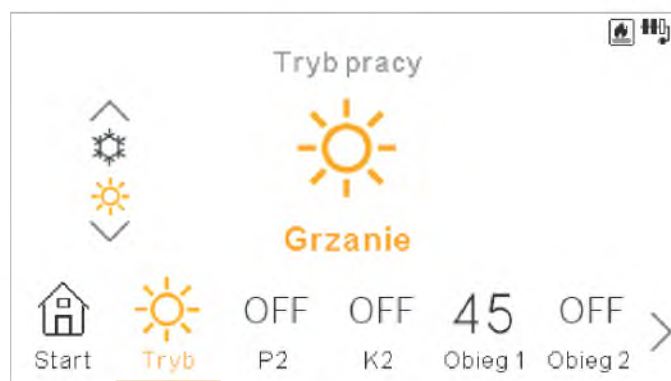 Tryb pracy
Grzanie
OFF OFF 45 OFF
Start Tryb P2 K2 Obieg 1 Obieg 2